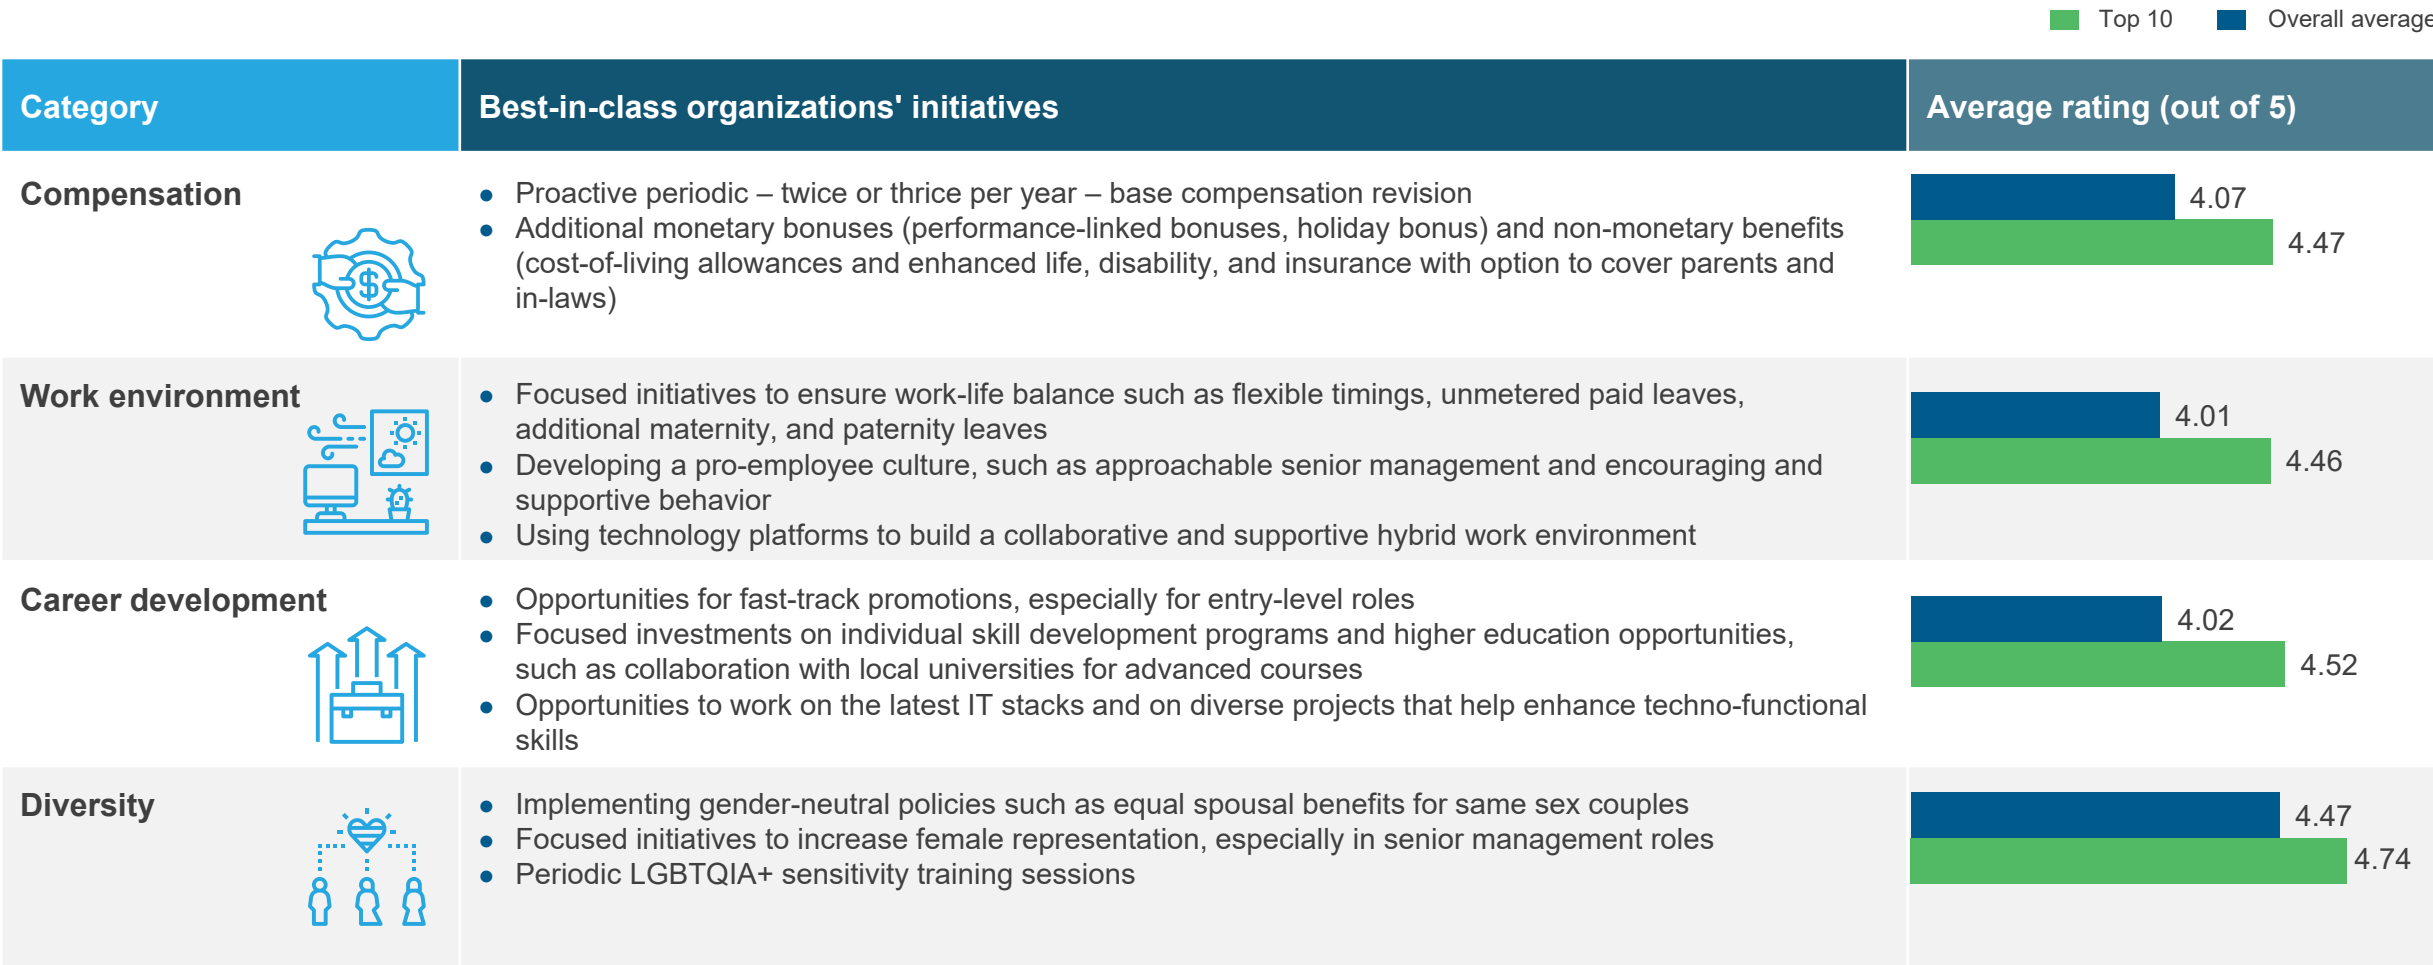 Top 10 Overall average
Category Best-in-class organizations' initiatives Average rating (out of 5)
Compensation
● Proactive periodic – twice or thrice per year – base compensation revision
● Additional monetary bonuses (performance-linked bonuses, holiday bonus) and non-monetary benefits
(cost-of-living allowances and enhanced life, disability, and insurance with option to cover parents and
in-laws)
4.07
4.47
Work environment
● Focused initiatives to ensure work-life balance such as flexible timings, unmetered paid leaves,
additional maternity, and paternity leaves
● Developing a pro-employee culture, such as approachable senior management and encouraging and
supportive behavior
● Using technology platforms to build a collaborative and supportive hybrid work environment
4.01
4.46
Career development
● Opportunities for fast-track promotions, especially for entry-level roles
● Focused investments on individual skill development programs and higher education opportunities,
such as collaboration with local universities for advanced courses
● Opportunities to work on the latest IT stacks and on diverse projects that help enhance techno-functional
skills
4.02
4.52
Diversity
● Implementing gender-neutral policies such as equal spousal benefits for same sex couples
● Focused initiatives to increase female representation, especially in senior management roles
● Periodic LGBTQIA+ sensitivity training sessions
4.47
4.74